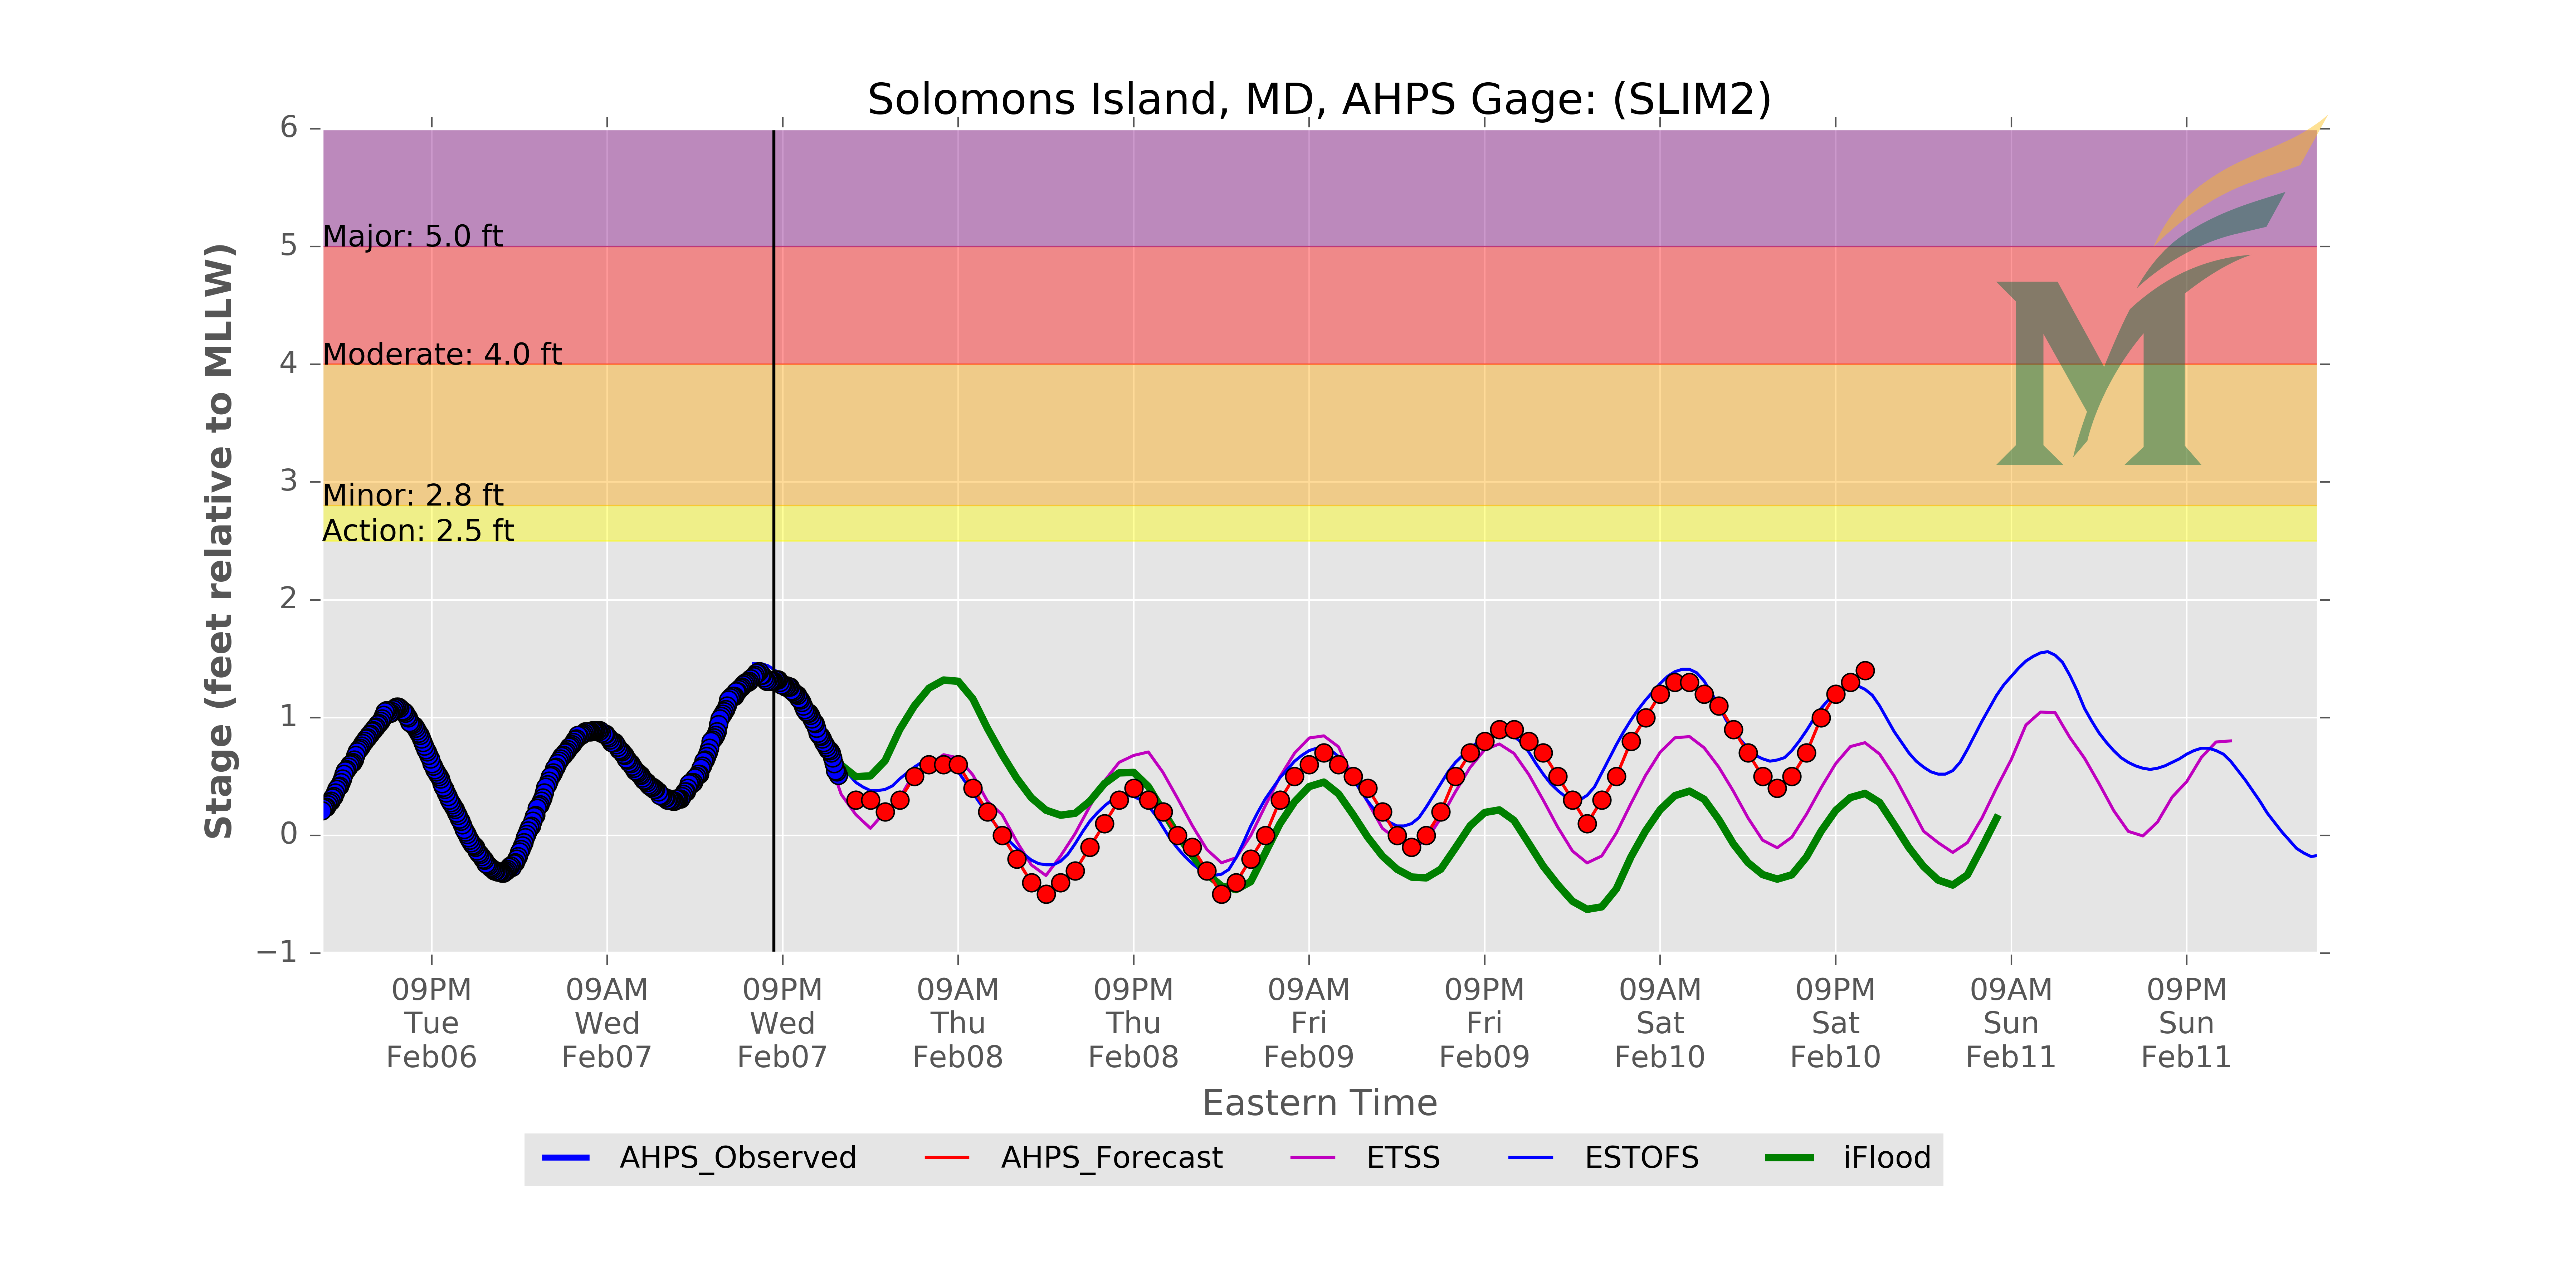 Solomons Island, MD, AHPS Gage: (SLIM2)
Stage (feet relative to MLLW)
6
5
4
3
2
1
0
−1
Major: 5.0 ft
Moderate: 4.0 ft
Minor: 2.8 ft
Action: 2.5 ft
09PM 09AM 09PM 09AM 09PM 09AM 09PM 09AM 09PM 09AM 09PM
Tue Wed Wed Thu Thu Fri Fri Sat Sat Sun Sun
Feb06 Feb07 Feb07 Feb08 Feb08 Feb09 Feb09 Feb10 Feb10 Feb11 Feb11
Eastern Time
AHPS_Observed AHPS_Forecast ETSS ESTOFS iFlood